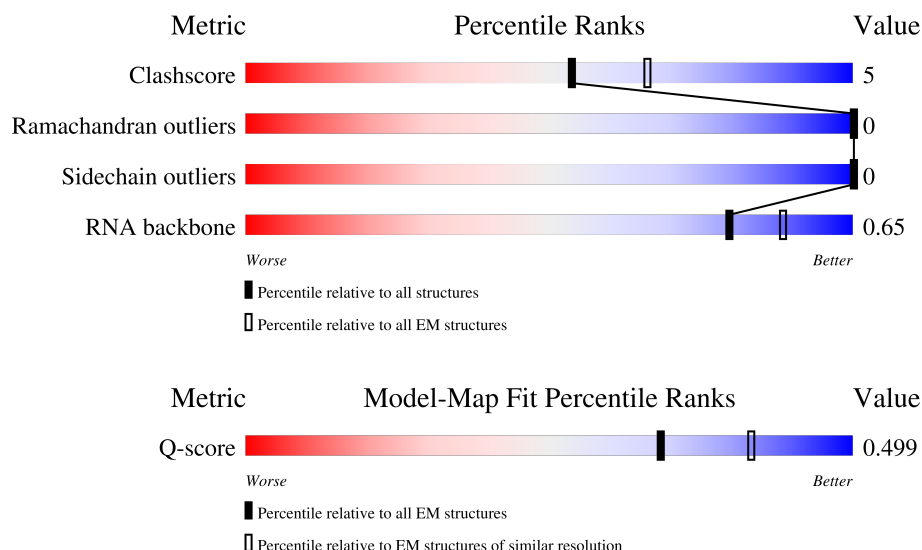 Metric Percentile Ranks Value
Clashscore 5
Ramachandran outliers 0
Sidechain outliers 0
RNA backbone 0.65
Worse Better
Percentile relative to all structures
Percentile relative to all EM structures
Metric Model-Map Fit Percentile Ranks Value
Q-score 0.499
Worse Better
Percentile relative to all EM structures
Percentile relative to EM structures of similar resolution